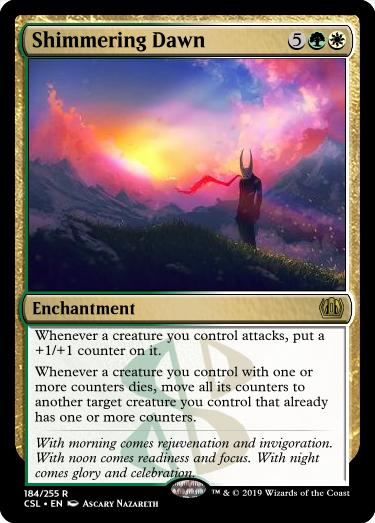 Shimmering Dawn 5
Enchantment
Whenever a creature you control attacks, put a
+1/+1 counter on it.
Whenever a creature you control with one or
more counters dies, move all its counters to
another target creature you control that already
has one or more counters.
With morning comes rejuvenation and invigoration.
With noon comes readiness and focus. With night
comes glory and celebration.
184/255 R
CSL • EN Ascary Nazareth
™ & © 2019 Wizards of the Coast